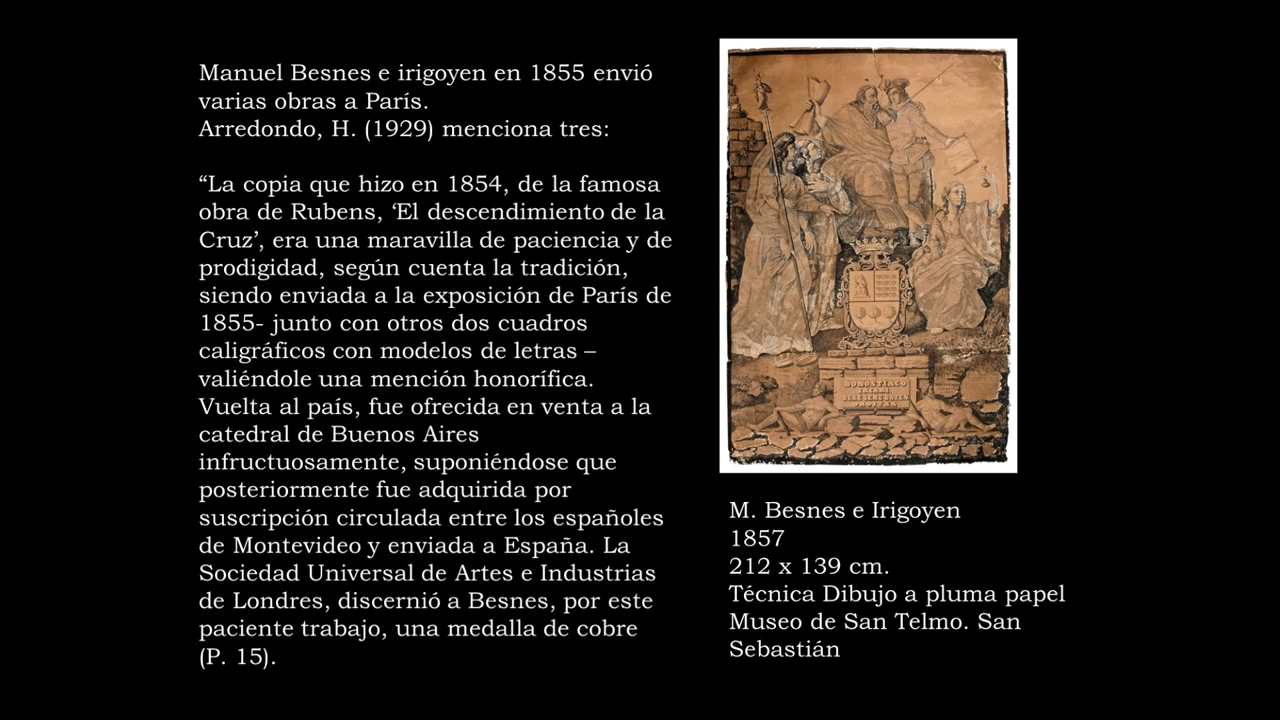 Manuel Besnes e irigoyen en 1855 envió
varias obras a París.
Arredondo, H. (1929) menciona tres:
“La copia que hizo en 1854, de la famosa
obra de Rubens, ‘El descendimiento de la
Cruz’, era una maravilla de paciencia y de
prodigidad, según cuenta la tradición,
siendo enviada a la exposición de París de
1855- junto con otros dos cuadros
caligráficos con modelos de letras –
valiéndole una mención honorífica.
Vuelta al país, fue ofrecida en venta a la
catedral de Buenos Aires
infructuosamente, suponiéndose que
posteriormente fue adquirida por
suscripción circulada entre los españoles
de Montevideo y enviada a España. La
Sociedad Universal de Artes e Industrias
de Londres, discernió a Besnes, por este
paciente trabajo, una medalla de cobre
(P. 15).
DONOSTIACO
M. Besnes e Irigoyen
1857
212 x 139 cm.
Técnica Dibujo a pluma papel
Museo de San Telmo. San
Sebastián